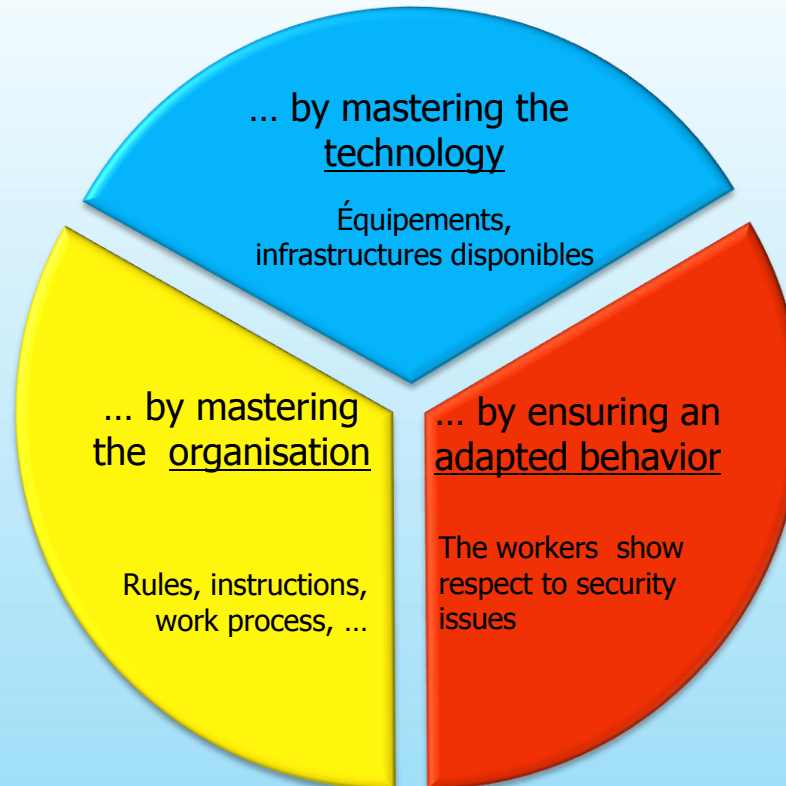 ... by mastering the
technology
Équipements,
infrastructures disponibles
... by mastering
the organisation
Rules, instructions,
work process, ...
... by ensuring an
adapted behavior
The workers show
respect to security
issues